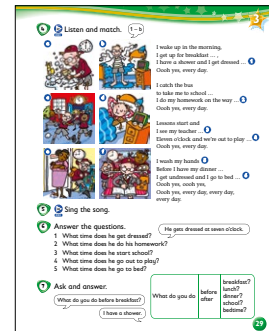 3
4 Listen and match. 1 – b
a
b
c
d
e
f
I wake up in the morning,
I get up for breakfast … ,
I have a shower and I get dressed … 1
Oooh yes, every day.
I catch the bus
to take me to school …
I do my homework on the way … 2
Oooh yes, every day.
Lessons start and
I see my teacher … 3
Eleven o'clock and we're out to play … 4
Oooh yes, every day.
I wash my hands 5
Before I have my dinner …
I get undressed and I go to bed … 6
Oooh yes, oooh yes,
Oooh yes, every day, every day,
every day.
5 Sing the song.
6 Answer the questions.
1 What time does he get dressed?
2 What time does he do his homework?
3 What time does he start school?
4 What time does he go out to play?
5 What time does he go to bed?
He gets dressed at seven o'clock.
7 Ask and answer.
What do you do before breakfast?
I have a shower.
What do you do
before
after
breakfast?
lunch?
dinner?
school?
bedtime?
29